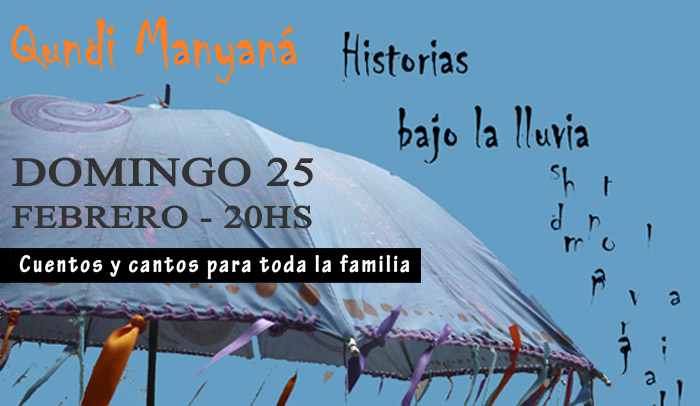 Qundi Manyaná
Historias
bajo la lluvia
DOMINGO 25
FEBRERO - 20HS
Cuentos y cantos para toda la familia